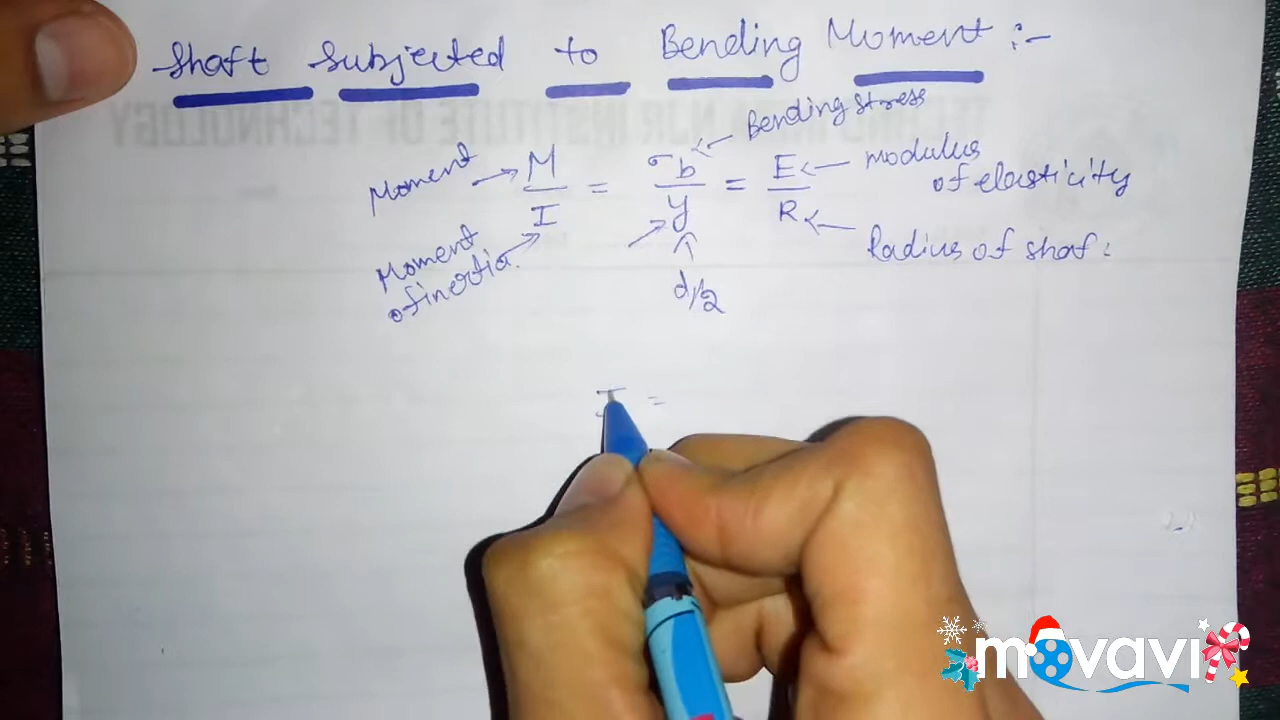 Shaft Subjected to Bending Moment :-
Bending stress
Moment → M/I = σb/y = E/R ← modulus of elasticity
Moment of inertia.
d/2
Radius of shaf
I =
movavi